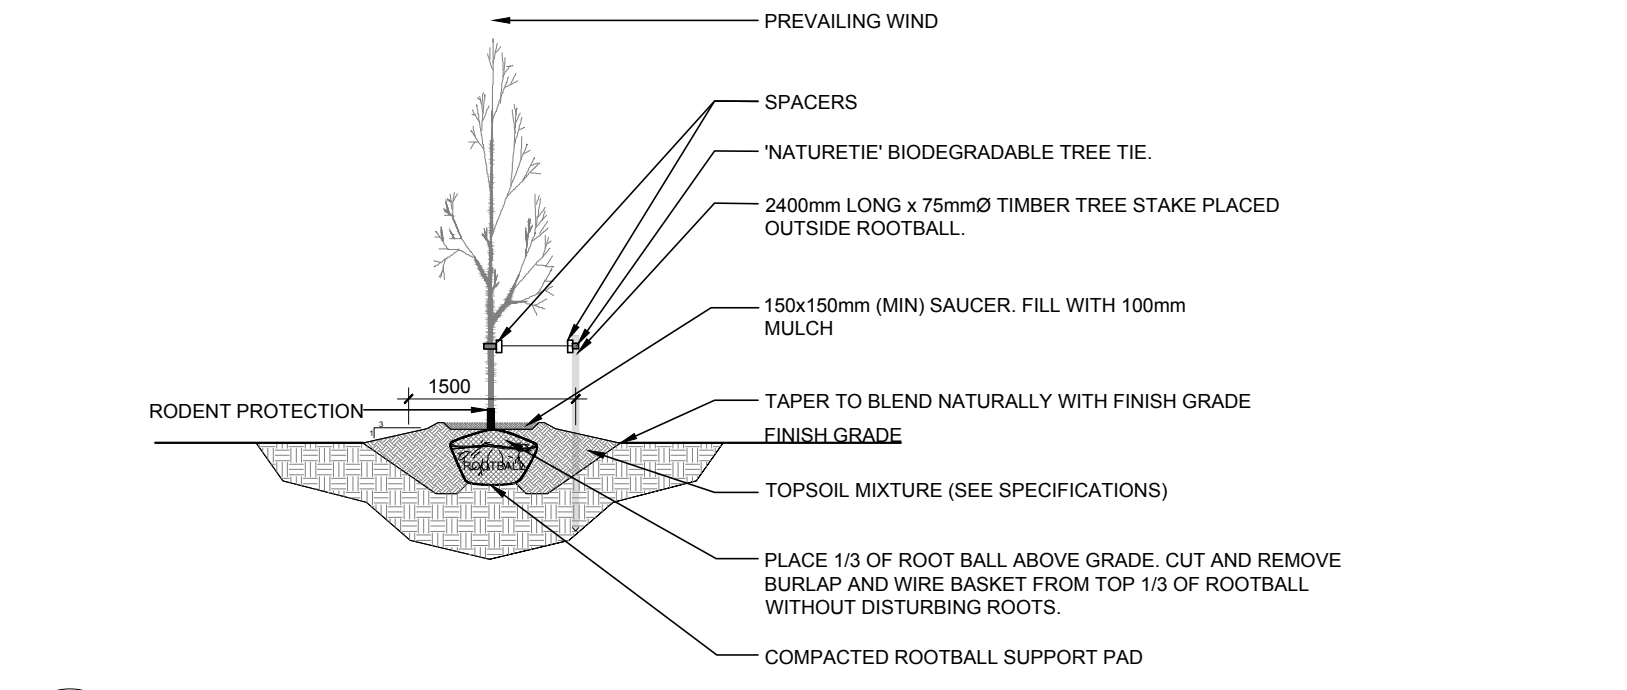 PREVAILING WIND
SPACERS
'NATURETIE' BIODEGRADABLE TREE TIE.
2400mm LONG x 75mmØ TIMBER TREE STAKE PLACED
OUTSIDE ROOTBALL.
150x150mm (MIN) SAUCER. FILL WITH 100mm
MULCH
1500
RODENT PROTECTION
TAPER TO BLEND NATURALLY WITH FINISH GRADE
3
1
FINISH GRADE
ROOTBALL
TOPSOIL MIXTURE (SEE SPECIFICATIONS)
PLACE 1/3 OF ROOT BALL ABOVE GRADE. CUT AND REMOVE
BURLAP AND WIRE BASKET FROM TOP 1/3 OF ROOTBALL
WITHOUT DISTURBING ROOTS.
COMPACTED ROOTBALL SUPPORT PAD